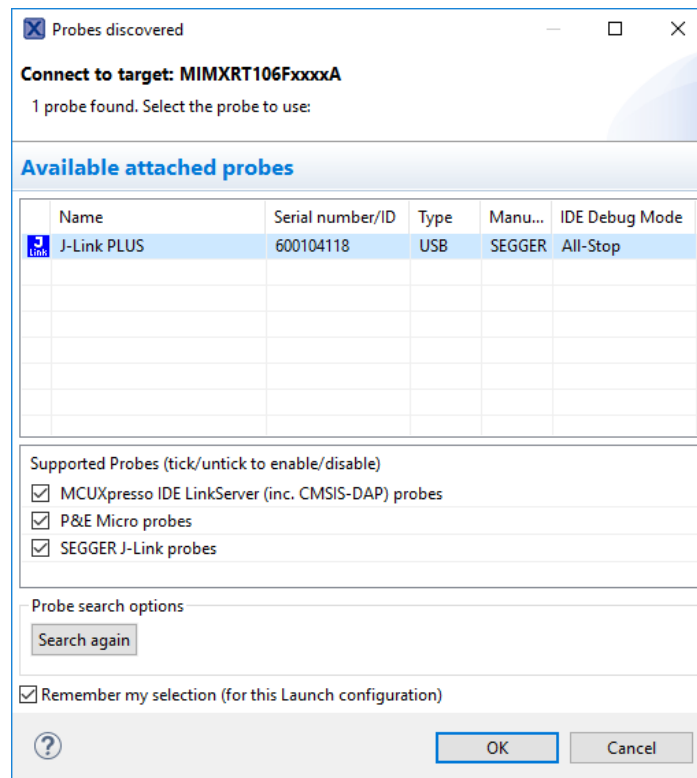 Probes discovered
Connect to target: MIMXRT106FxxxxA
1 probe found. Select the probe to use:
Available attached probes
Name Serial number/ID Type Manu... IDE Debug Mode
J Link J-Link PLUS 600104118 USB SEGGER All-Stop
Supported Probes (tick/untick to enable/disable)
MCUXpresso IDE LinkServer (inc. CMSIS-DAP) probes
P&E Micro probes
SEGGER J-Link probes
Probe search options
Search again
Remember my selection (for this Launch configuration)
? OK Cancel